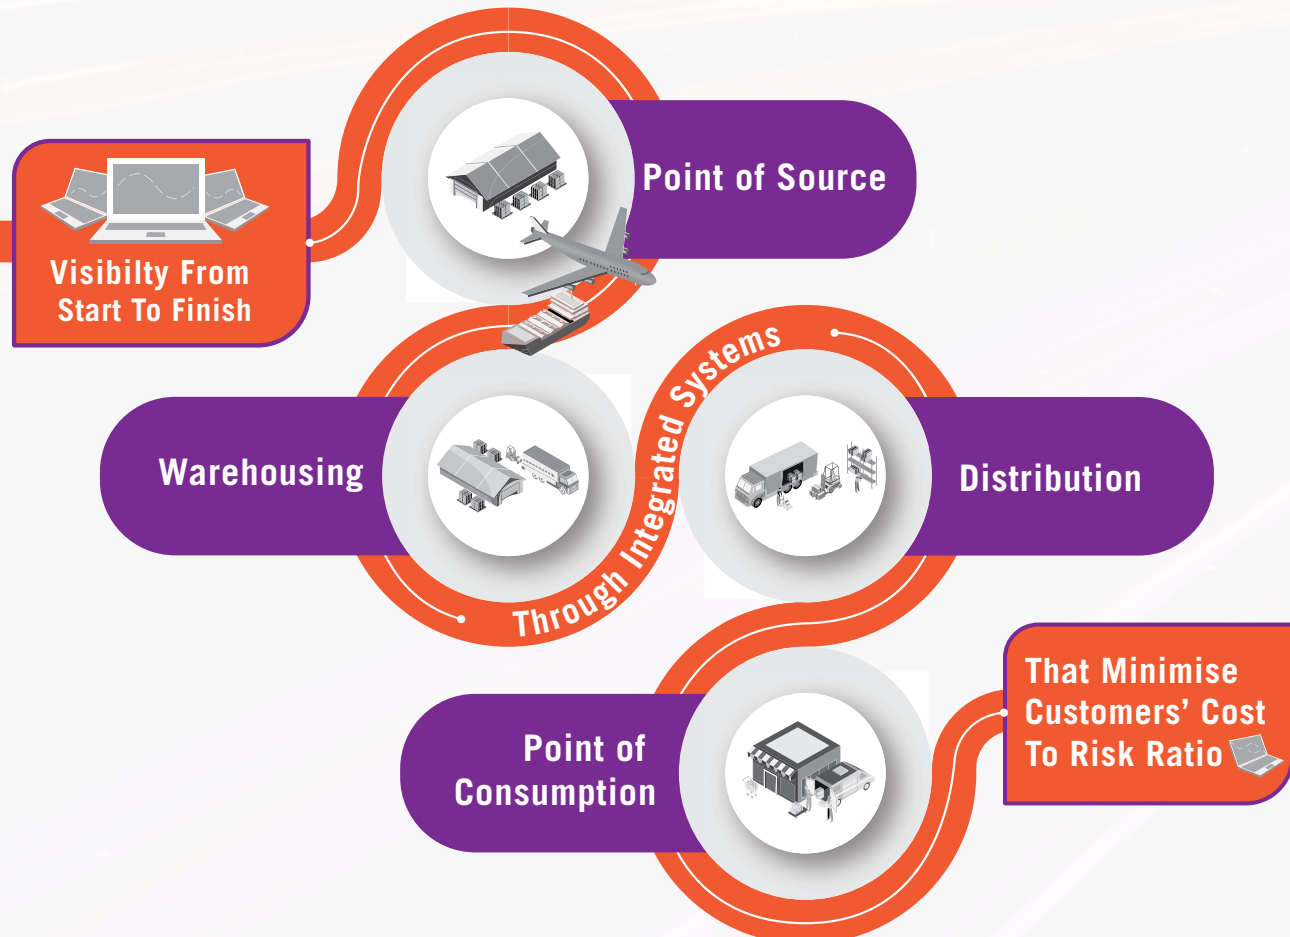 Visibilty From
Start To Finish
Point of Source
Warehousing
Through Integrated Systems
Distribution
Point of
Consumption
That Minimise
Customers’ Cost
To Risk Ratio